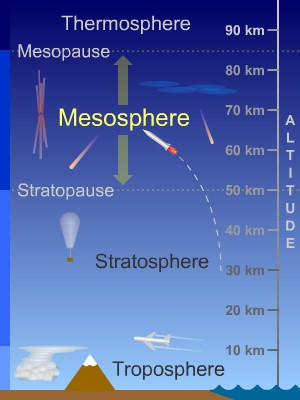 Thermosphere
90 km
Mesopause
80 km
70 km
Mesosphere
60 km
Stratopause
50 km
40 km
Stratosphere
30 km
20 km
10 km
Troposphere
ALTITUDE